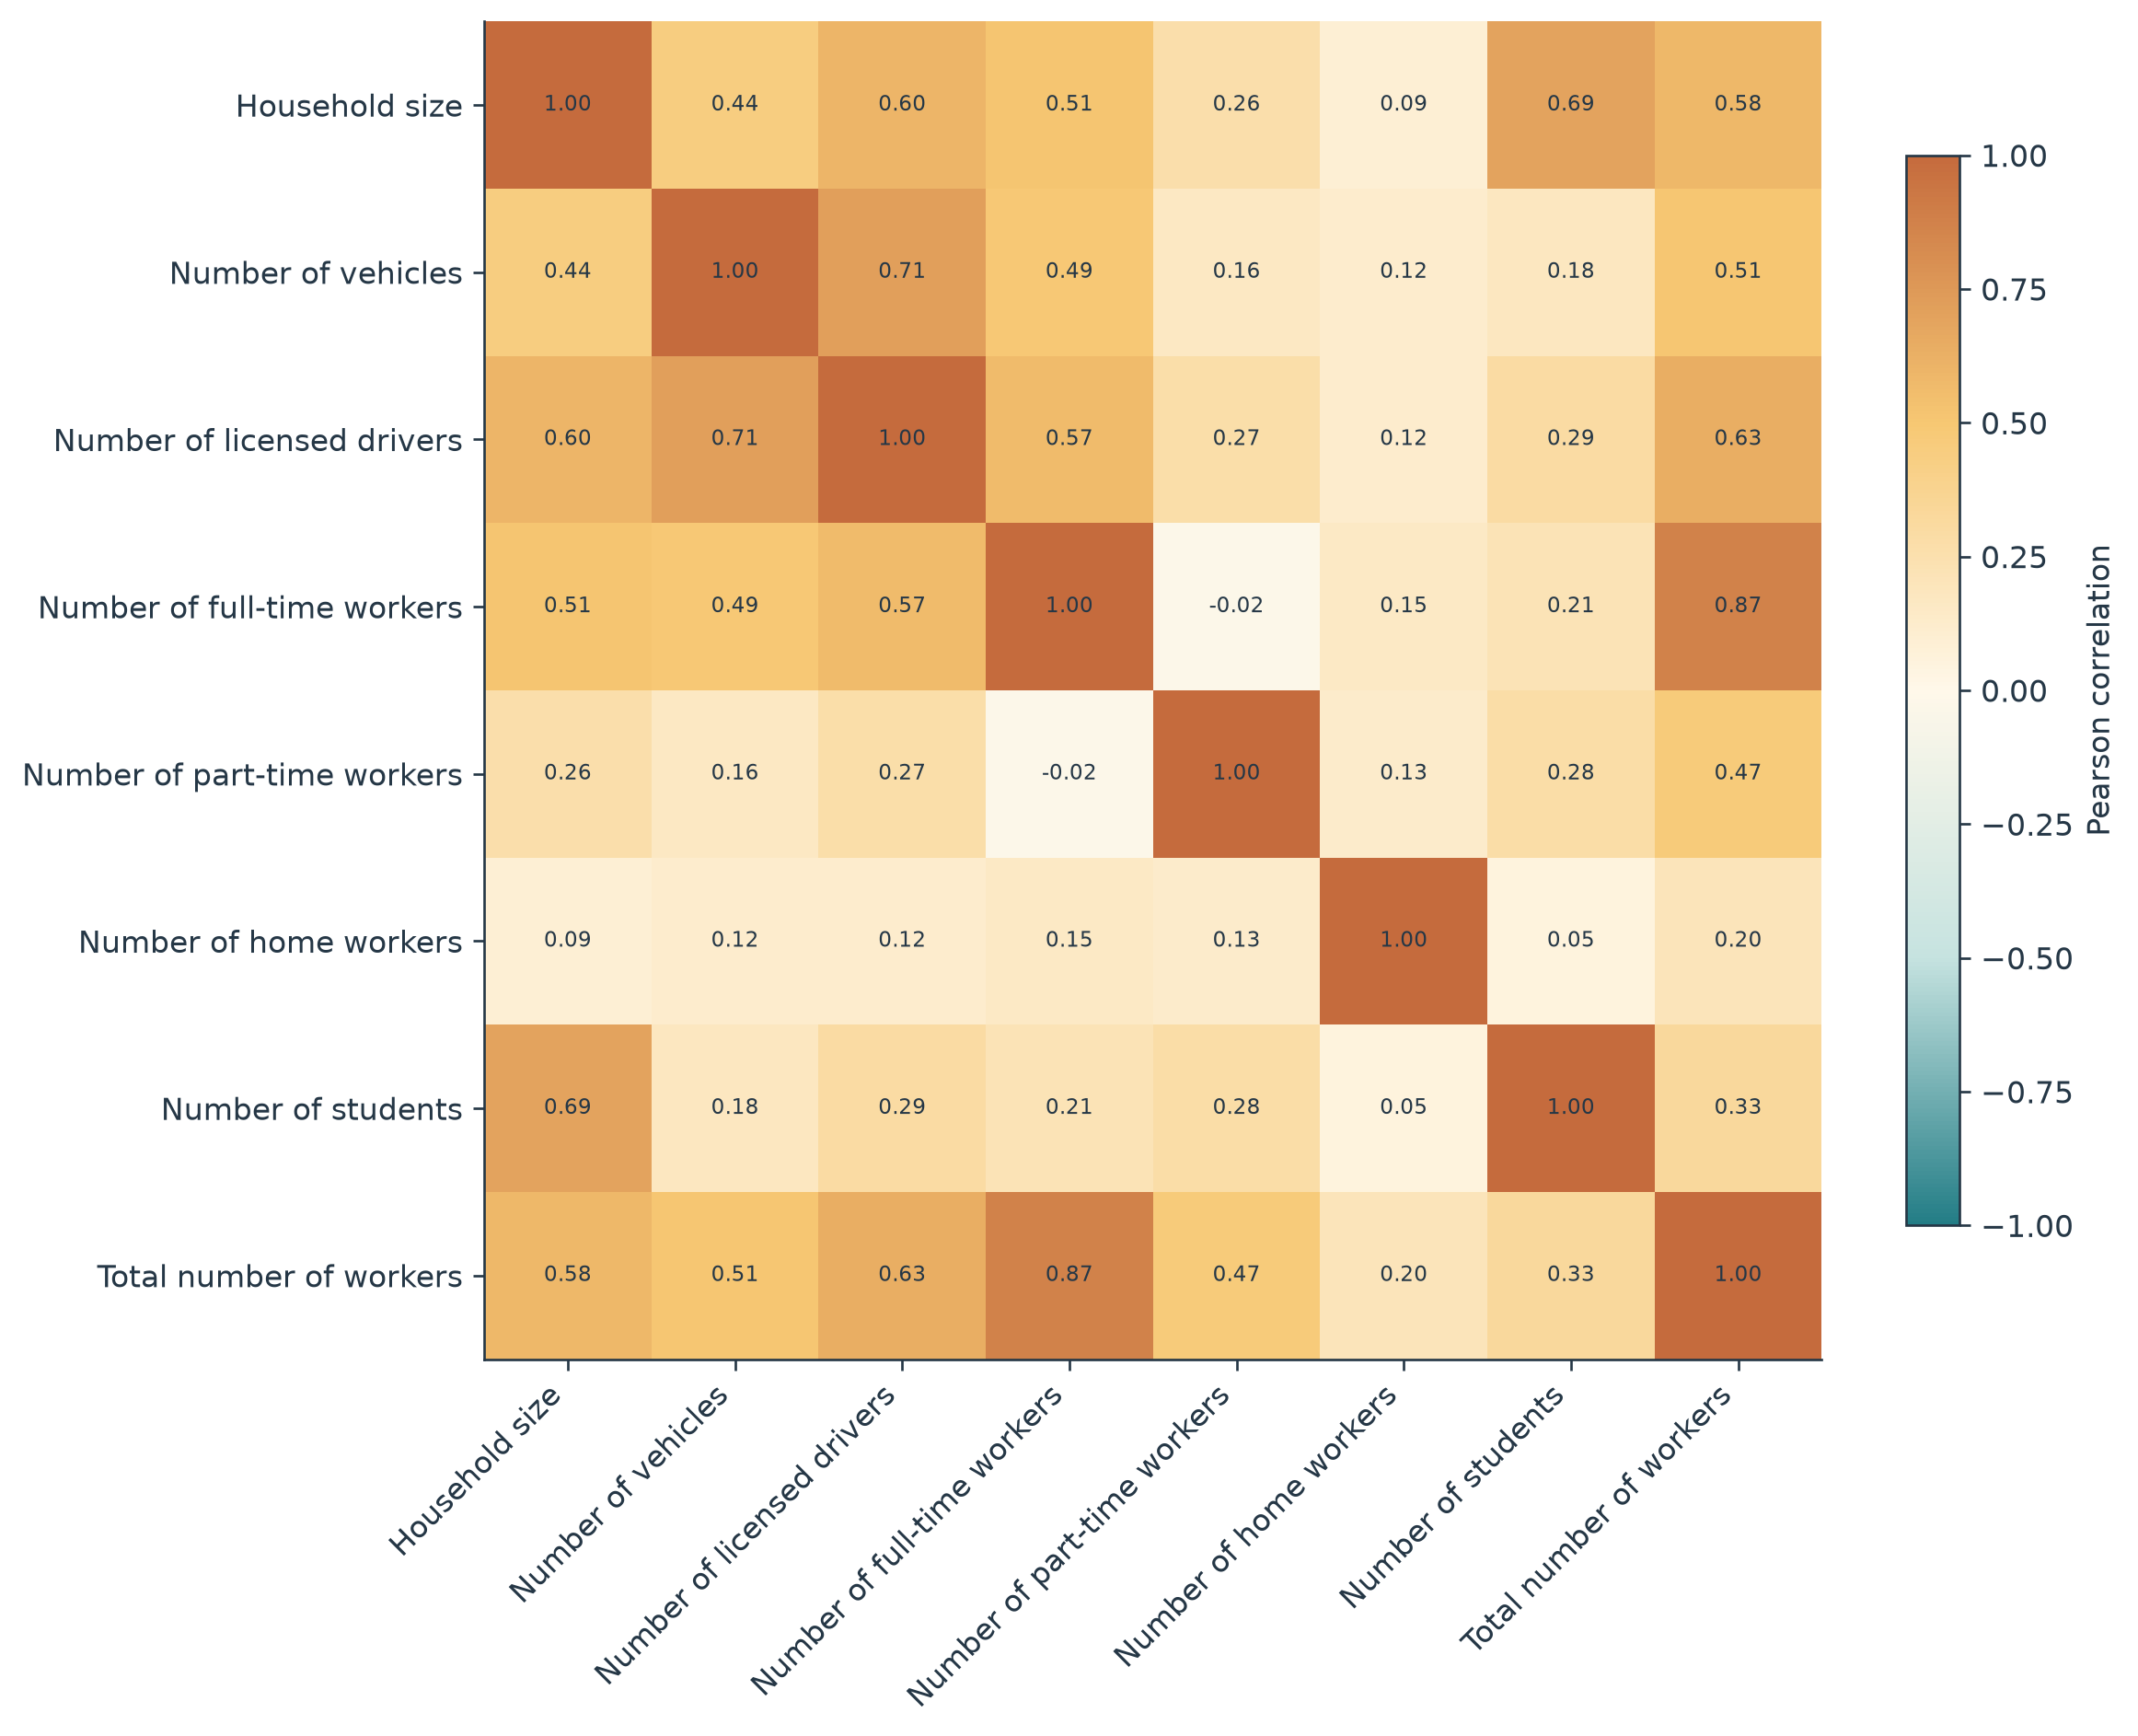 Household size 1.00 0.44 0.60 0.51 0.26 0.09 0.69 0.58
Number of vehicles 0.44 1.00 0.71 0.49 0.16 0.12 0.18 0.51
Number of licensed drivers 0.60 0.71 1.00 0.57 0.27 0.12 0.29 0.63
Number of full-time workers 0.51 0.49 0.57 1.00 -0.02 0.15 0.21 0.87
Number of part-time workers 0.26 0.16 0.27 -0.02 1.00 0.13 0.28 0.47
Number of home workers 0.09 0.12 0.12 0.15 0.13 1.00 0.05 0.20
Number of students 0.69 0.18 0.29 0.21 0.28 0.05 1.00 0.33
Total number of workers 0.58 0.51 0.63 0.87 0.47 0.20 0.33 1.00
Household size
Number of vehicles
Number of licensed drivers
Number of full-time workers
Number of part-time workers
Number of home workers
Number of students
Total number of workers
1.00
0.75
0.50
0.25
0.00
−0.25
−0.50
−0.75
−1.00
Pearson correlation